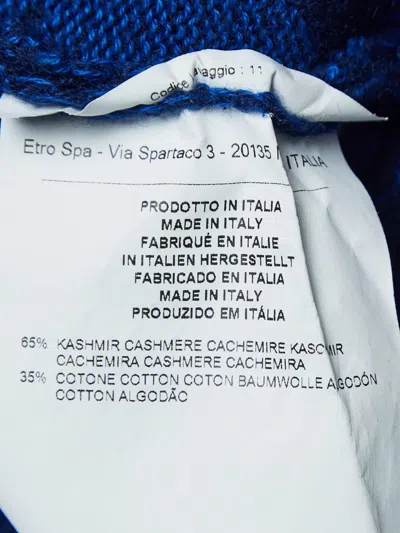 Codice aggio : 11
Etro Spa - Via Spartaco 3 - 20135 ITALIA
PRODOTTO IN ITALIA
MADE IN ITALY
FABRIQUÉ EN ITALIE
IN ITALIEN HERGESTELLT
FABRICADO EN ITALIA
MADE IN ITALY
PRODUZIDO EM ITÁLIA
65% KASHMIR CASHMERE CACHEMIRE KASCMIR
CACHEMIRA CASHMERE CACHEMIRA
35% COTONE COTTON COTON BAUMWOLLE ALGODÓN
COTTON ALGODÃO